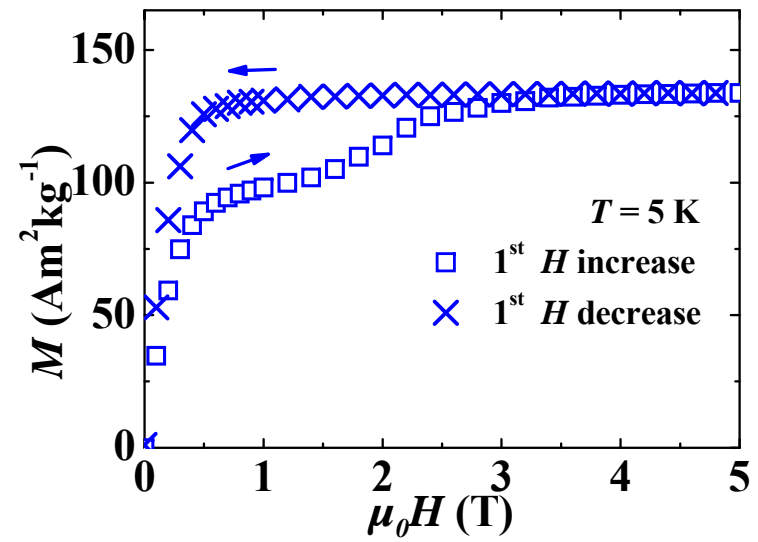 150
100
50
0
M (Am²kg⁻¹)
T = 5 K
1ˢᵗ H increase
1ˢᵗ H decrease
0 1 2 3 4 5
μ₀H (T)